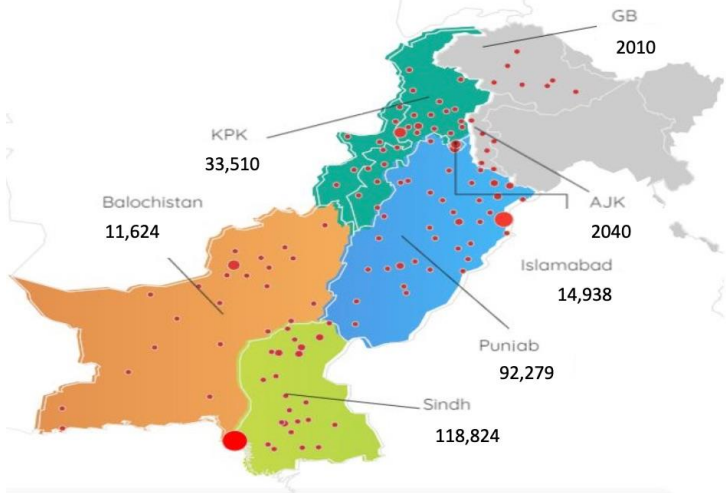 GB
2010
KPK
33,510
Balochistan
11,624
AJK
2040
Islamabad
14,938
Punjab
92,279
Sindh
118,824